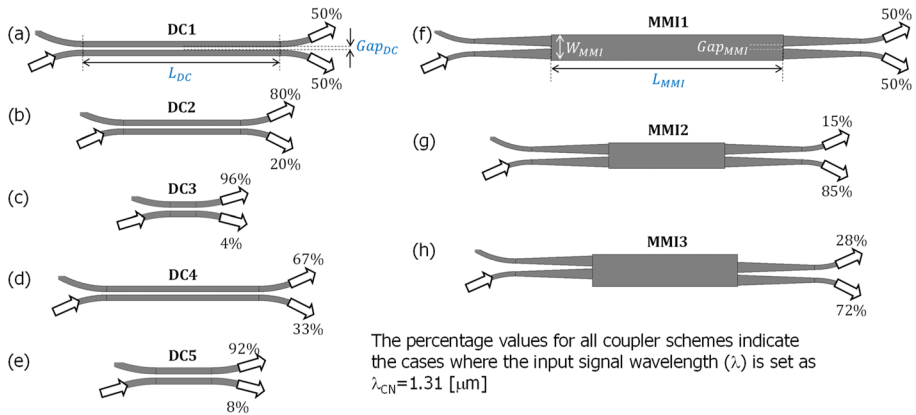 (a)
DC1
50%
Gap_DC
L_DC
50%
(b)
DC2
80%
20%
(c)
DC3
96%
4%
(d)
DC4
67%
33%
(e)
DC5
92%
8%
(f)
MMI1
50%
W_MMI
Gap_MMI
L_MMI
50%
(g)
MMI2
15%
85%
(h)
MMI3
28%
72%
The percentage values for all coupler schemes indicate
the cases where the input signal wavelength (λ) is set as
λ_CN=1.31 [μm]